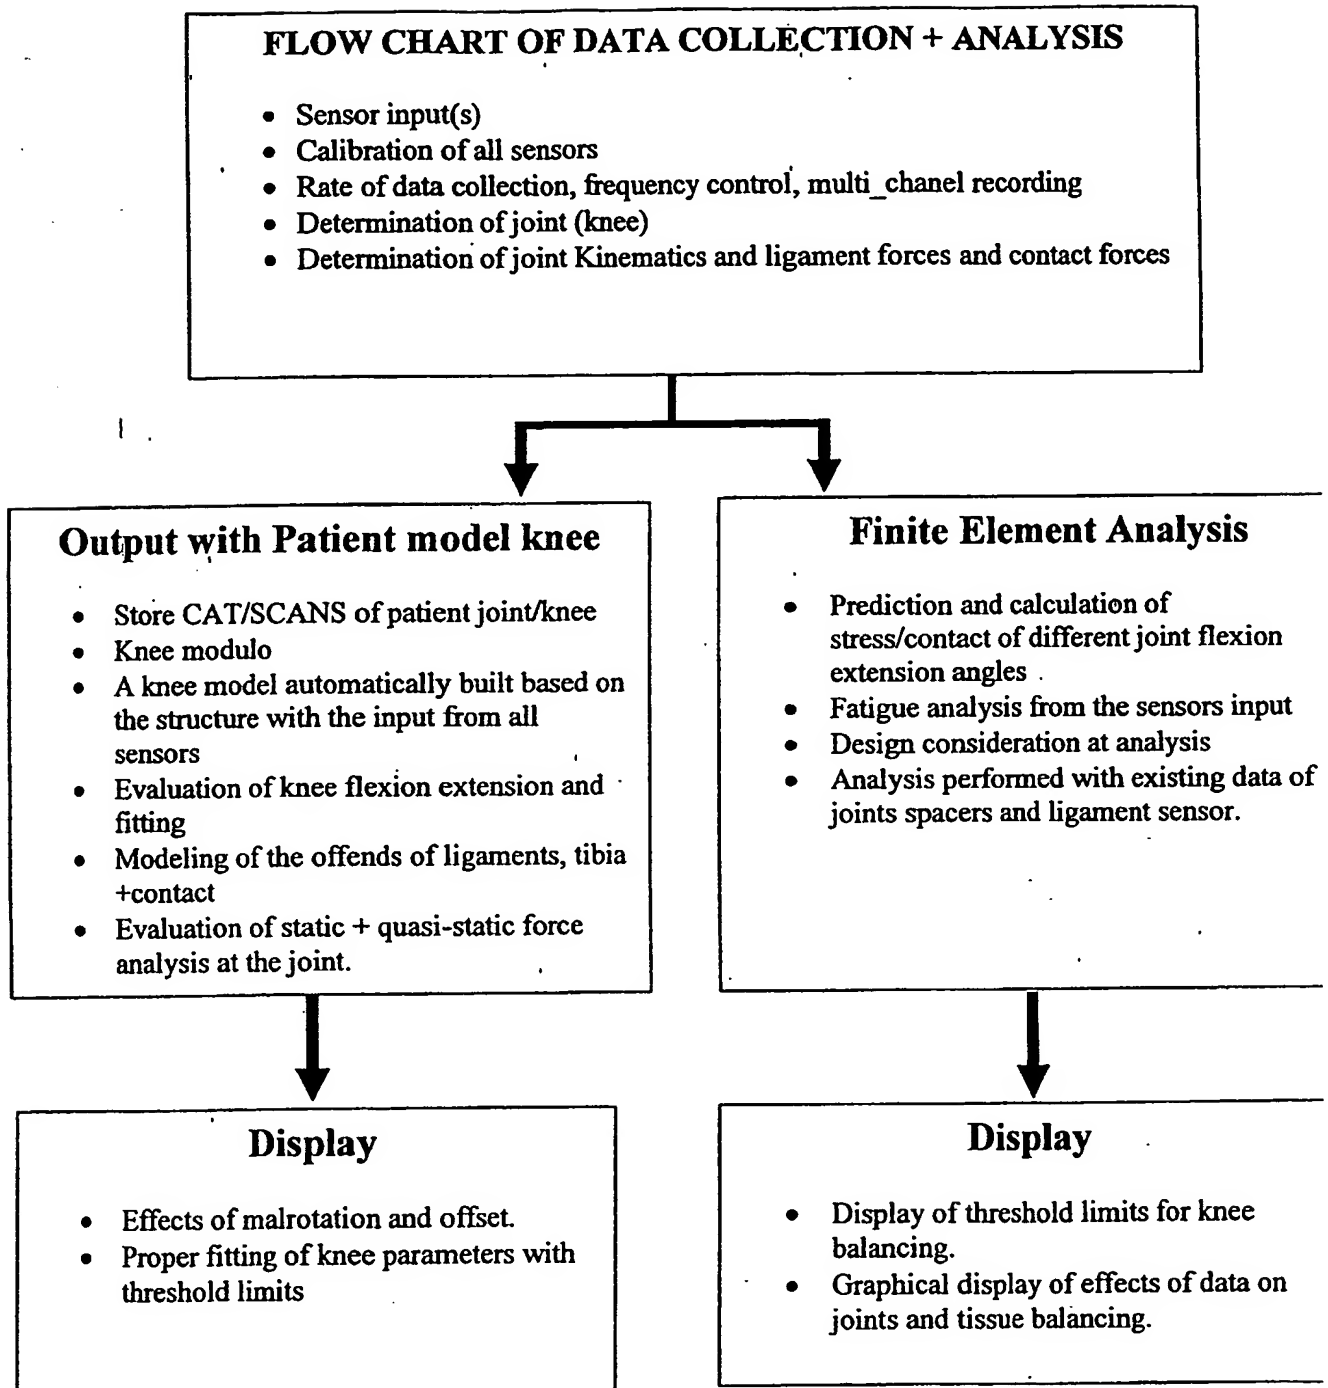 FLOW CHART OF DATA COLLECTION + ANALYSIS
• Sensor input(s)
• Calibration of all sensors
• Rate of data collection, frequency control, multi_chanel recording
• Determination of joint (knee)
• Determination of joint Kinematics and ligament forces and contact forces
Output with Patient model knee
• Store CAT/SCANS of patient joint/knee
• Knee modulo
• A knee model automatically built based on
the structure with the input from all
sensors
• Evaluation of knee flexion extension and
fitting
• Modeling of the offends of ligaments, tibia
+contact
• Evaluation of static + quasi-static force
analysis at the joint.
Finite Element Analysis
• Prediction and calculation of
stress/contact of different joint flexion
extension angles
• Fatigue analysis from the sensors input
• Design consideration at analysis
• Analysis performed with existing data of
joints spacers and ligament sensor.
Display
• Effects of malrotation and offset.
• Proper fitting of knee parameters with
threshold limits
Display
• Display of threshold limits for knee
balancing.
• Graphical display of effects of data on
joints and tissue balancing.